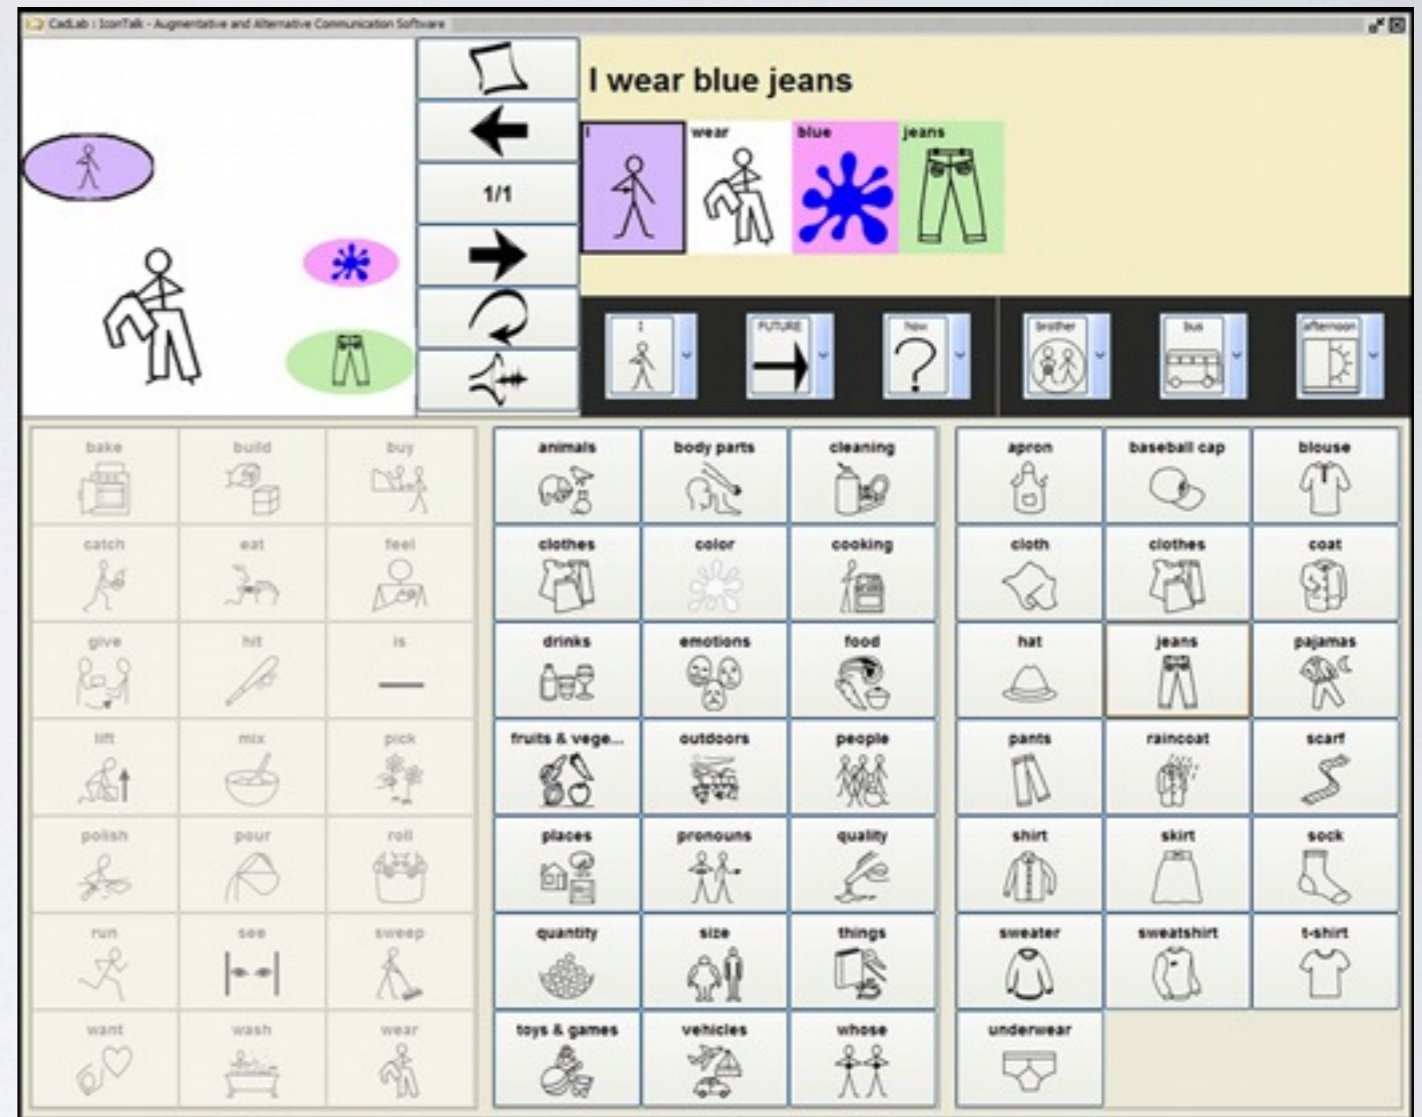 CadLab : IconTalk - Augmentative and Alternative Communication Software
I wear blue jeans
I wear blue jeans
1/1
I FUTURE how brother bus afternoon
bake build buy
catch eat feel
give hit is
lift mix pick
polish pour roll
run see sweep
want wash wear
animals body parts cleaning
clothes color cooking
drinks emotions food
fruits & vege... outdoors people
places pronouns quality
quantity size things
toys & games vehicles whose
apron baseball cap blouse
cloth clothes coat
hat jeans pajamas
pants raincoat scarf
shirt skirt sock
sweater sweatshirt t-shirt
underwear